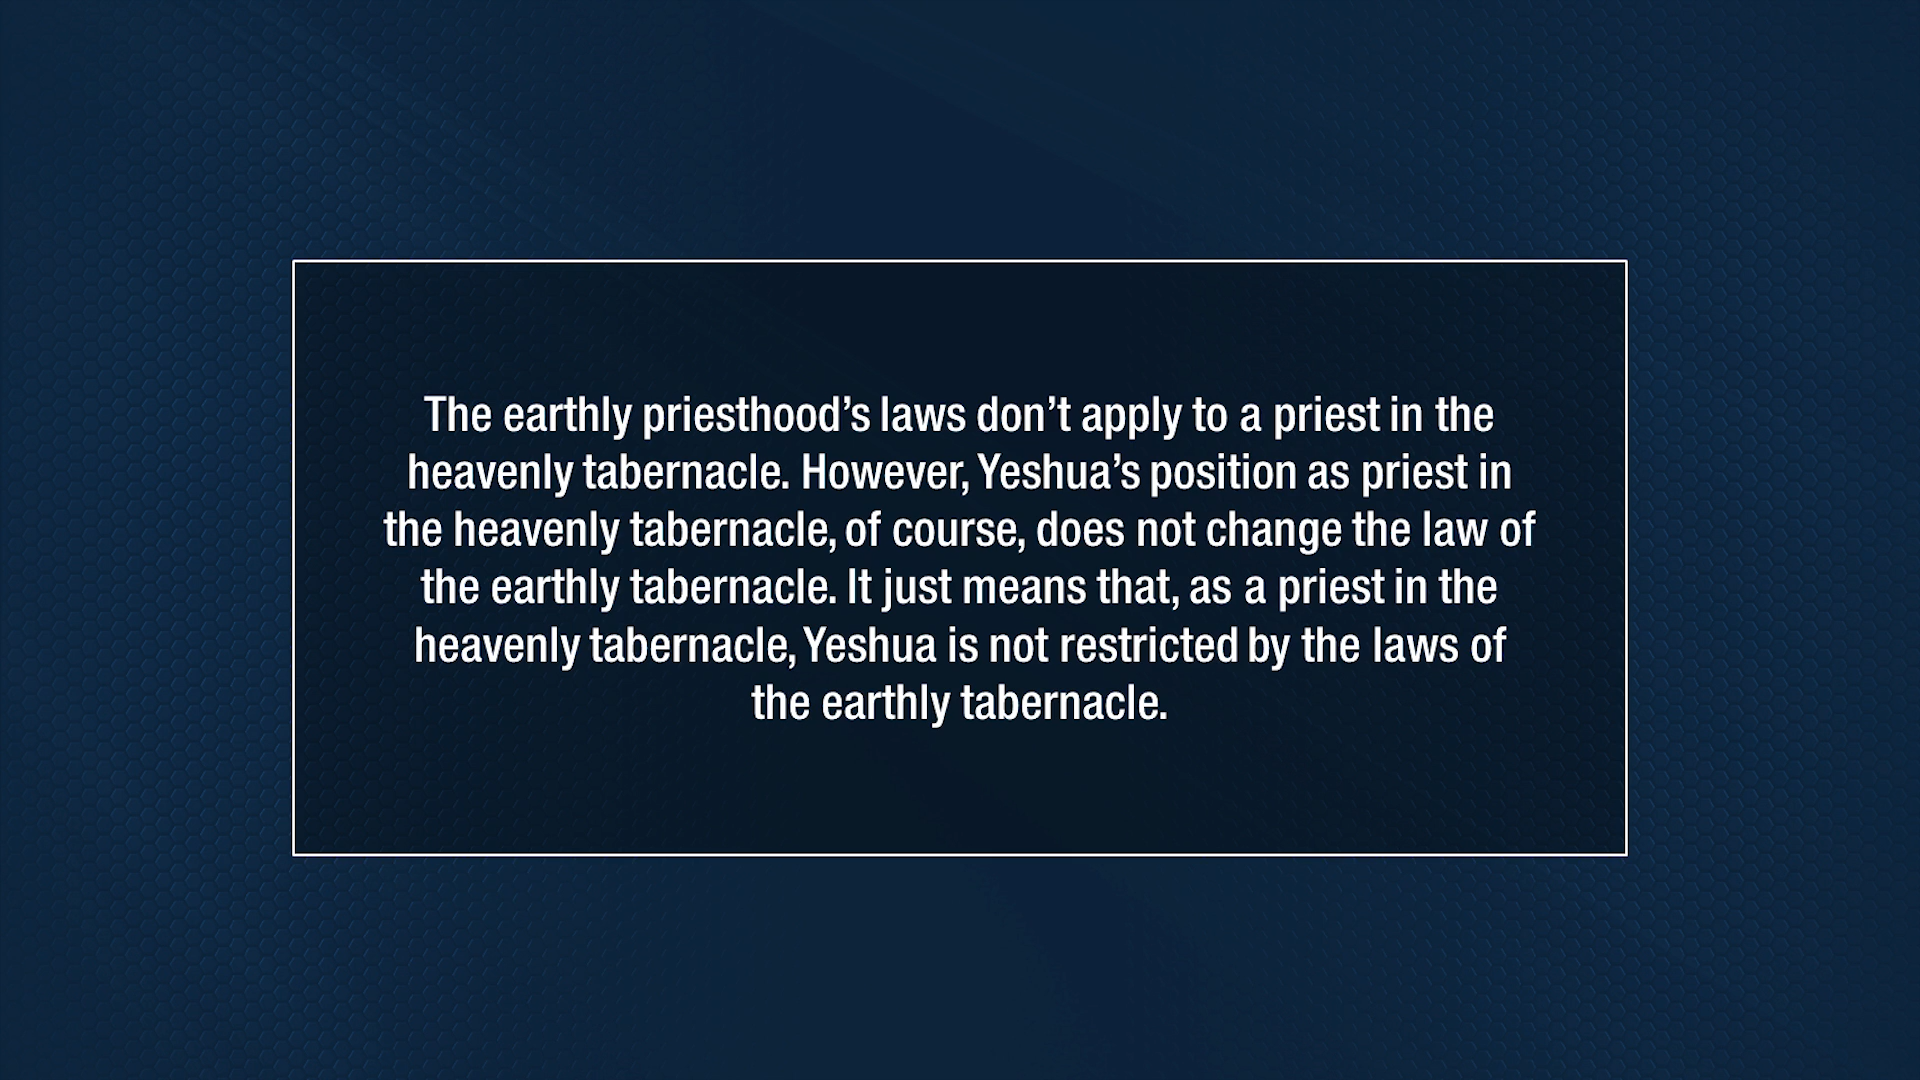 The earthly priesthood’s laws don’t apply to a priest in the
heavenly tabernacle. However, Yeshua’s position as priest in
the heavenly tabernacle, of course, does not change the law of
the earthly tabernacle. It just means that, as a priest in the
heavenly tabernacle, Yeshua is not restricted by the laws of
the earthly tabernacle.